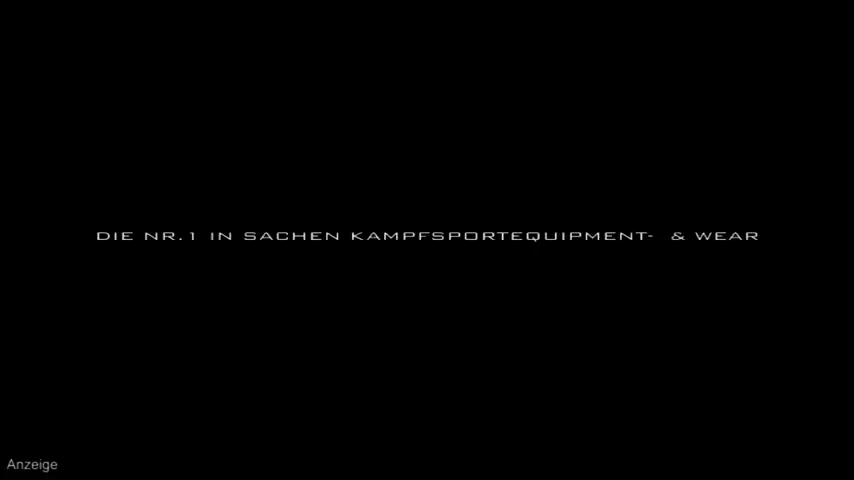 DIE NR.1 IN SACHEN KAMPFSPORTEQUIPMENT- & WEAR
Anzeige